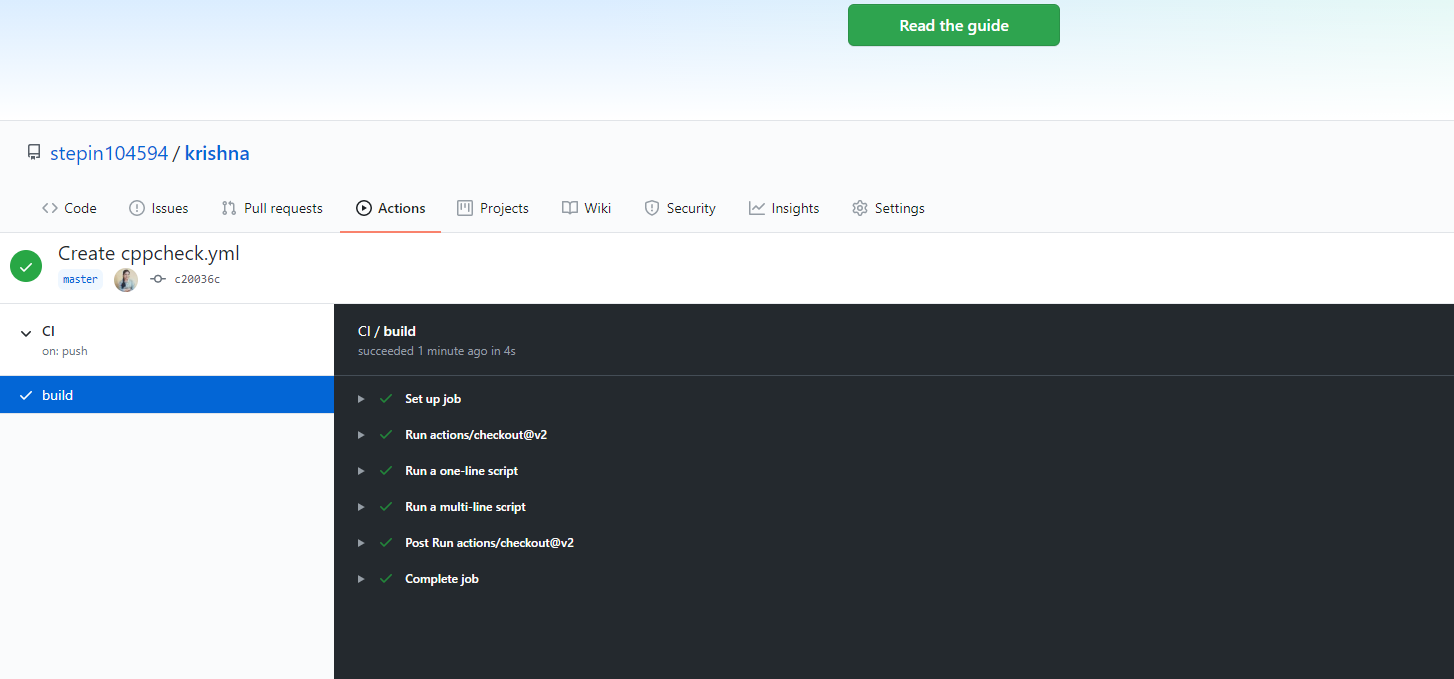 Read the guide
stepin104594 / krishna
Code Issues Pull requests Actions Projects Wiki Security Insights Settings
Create cppcheck.yml
master c20036c
CI
on: push
build
CI / build
succeeded 1 minute ago in 4s
Set up job
Run actions/checkout@v2
Run a one-line script
Run a multi-line script
Post Run actions/checkout@v2
Complete job